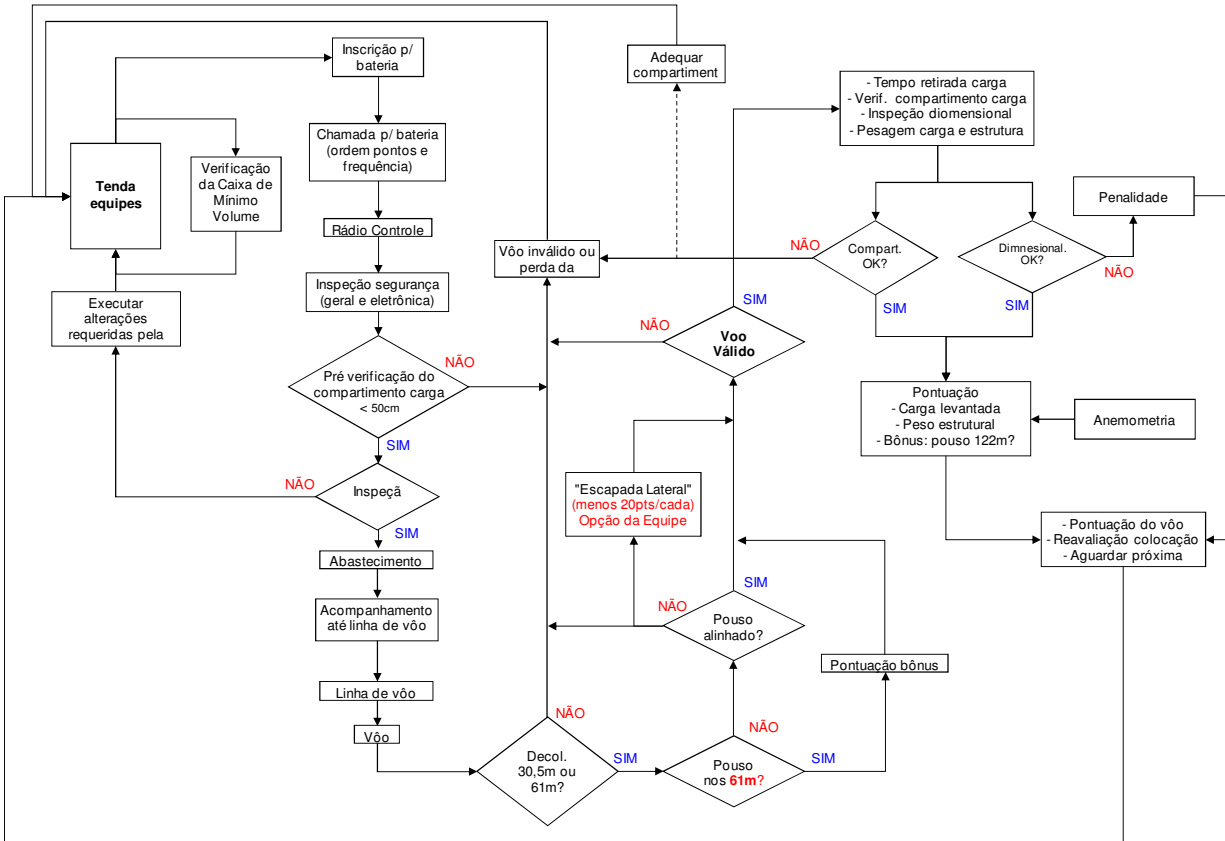 Inscrição p/
bateria
Adequar
compartiment
- Tempo retirada carga
- Verif.  compartimento carga
- Inspeção diomensional
- Pesagem carga e estrutura
Chamada p/ bateria
(ordem pontos e
frequência)
Tenda
equipes
Verificação
da Caixa de
Mínimo
Volume
Penalidade
Rádio Controle
Vôo inválido ou
perda da
NÃO
Compart.
OK?
Dimnesional.
OK?
NÃO
Inspeção segurança
(geral e eletrônica)
Executar
alterações
requeridas pela
SIM
SIM
SIM
NÃO
Voo
Válido
NÃO
Pré verificação do
compartimento carga
< 50cm
Pontuação
- Carga levantada
- Peso estrutural
- Bônus: pouso 122m?
Anemometria
SIM
NÃO
Inspeçã
"Escapada Lateral"
(menos 20pts/cada)
Opção da Equipe
SIM
- Pontuação do vôo
- Reavaliação colocação
- Aguardar próxima
Abastecimento
SIM
NÃO
Pouso
alinhado?
Acompanhamento
até linha de vôo
Pontuação bônus
Linha de vôo
NÃO
NÃO
Vôo
Decol.
30,5m ou
61m?
SIM
Pouso
nos 61m?
SIM